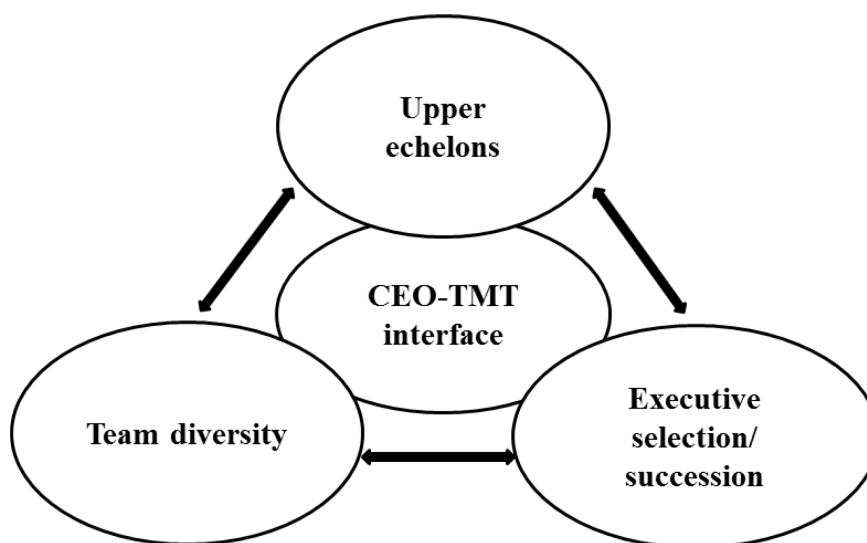 Upper
echelons
CEO-TMT
interface
Team diversity
Executive
selection/
succession